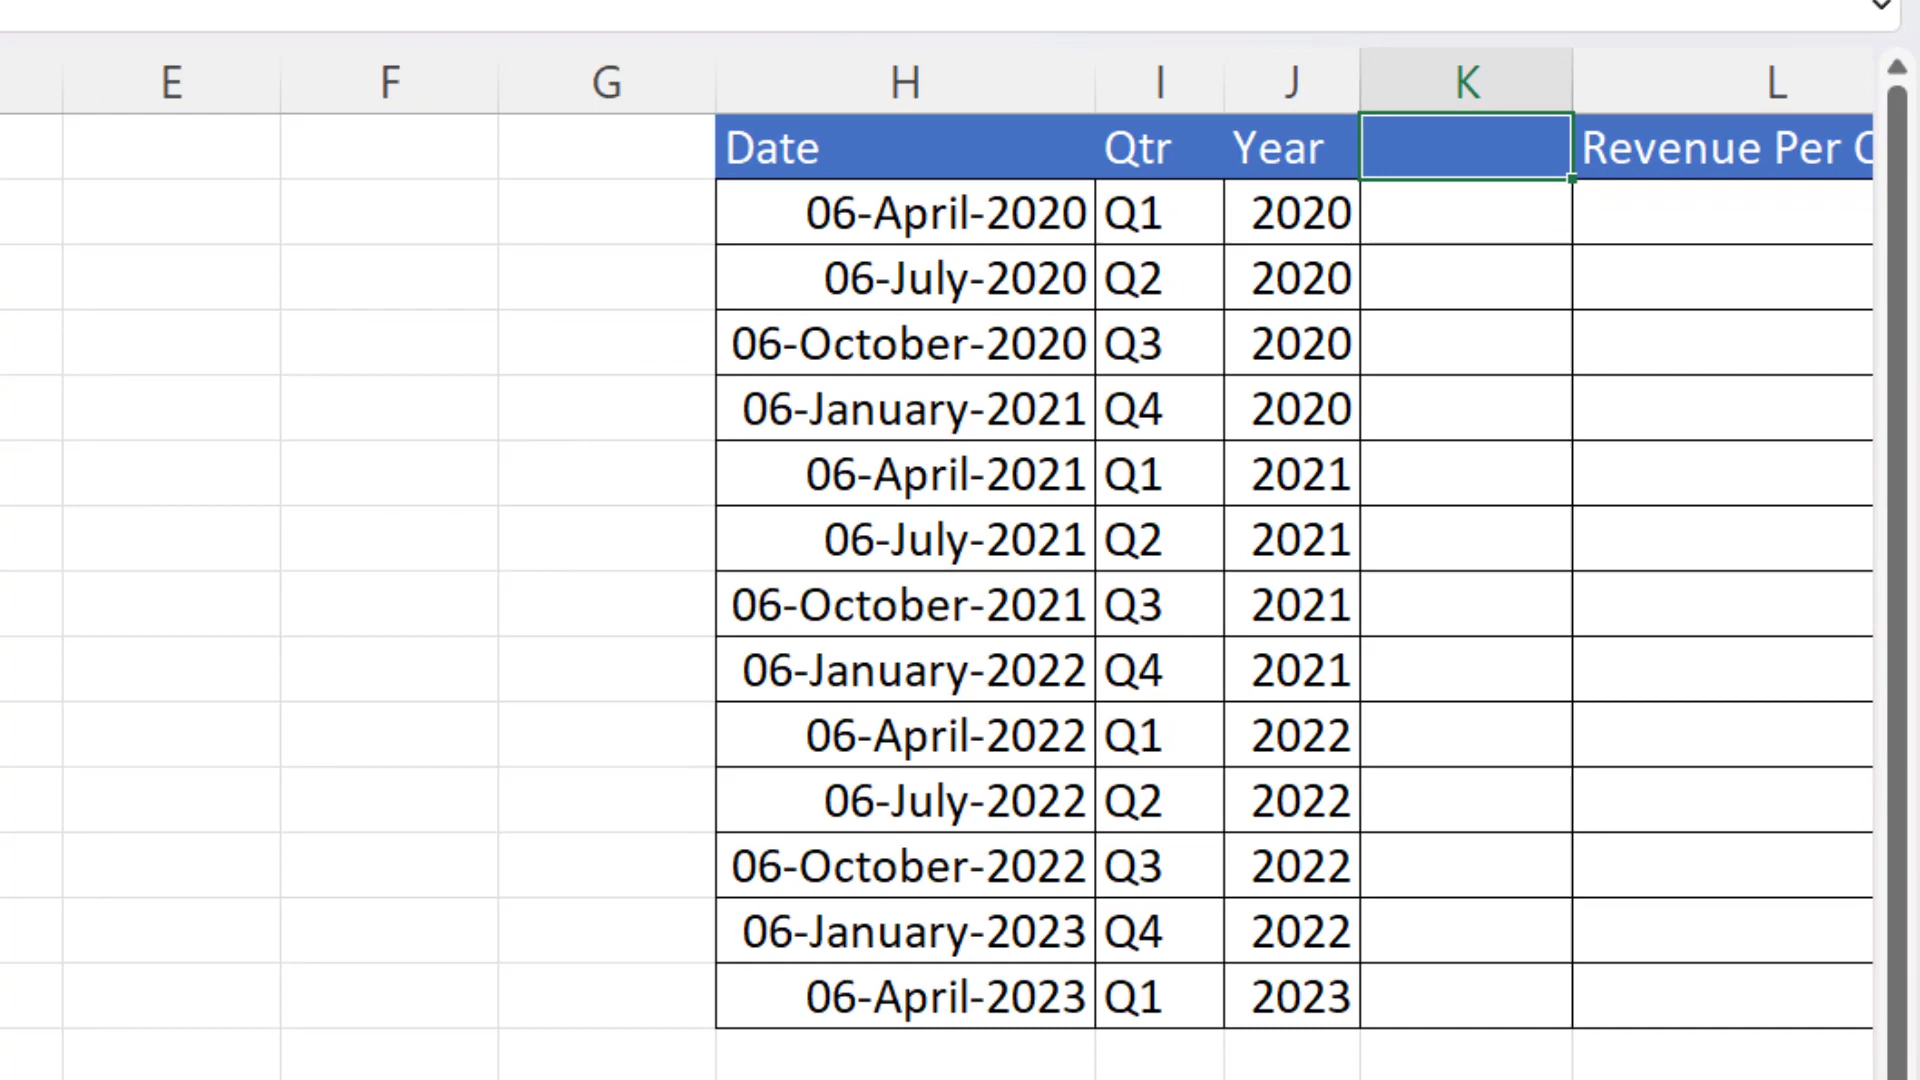 E F G H I J K L
Date Qtr Year Revenue Per
06-April-2020 Q1 2020
06-July-2020 Q2 2020
06-October-2020 Q3 2020
06-January-2021 Q4 2020
06-April-2021 Q1 2021
06-July-2021 Q2 2021
06-October-2021 Q3 2021
06-January-2022 Q4 2021
06-April-2022 Q1 2022
06-July-2022 Q2 2022
06-October-2022 Q3 2022
06-January-2023 Q4 2022
06-April-2023 Q1 2023